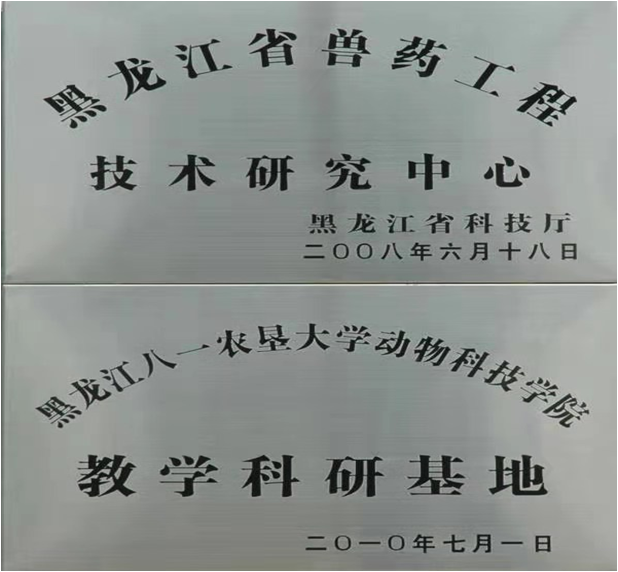 黑龙江省兽药工程
技术研究中心
黑龙江省科技厅
二〇〇八年六月十八日
黑龙江八一农垦大学动物科技学院
教学科研基地
二〇一〇年七月一日